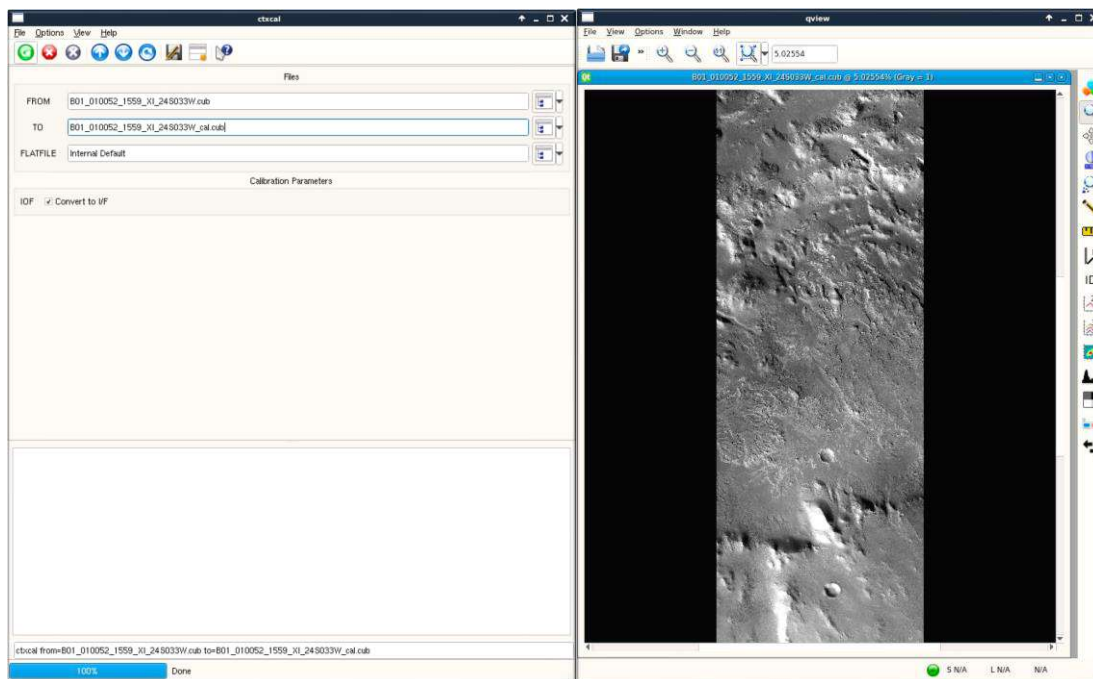 ctxcal
File Options View Help
Files
FROM B01_010052_1559_XI_24S033W.cub
TO B01_010052_1559_XI_24S033W_cal.cub
FLATFILE Internal Default
Calibration Parameters
IOF Convert to I/F
ctxcal from=B01_010052_1559_XI_24S033W.cub to=B01_010052_1559_XI_24S033W_cal.cub
100% Done
qview
File View Options Window Help
5.02554
B01_010052_1559_XI_24S033W_cal.cub @ 5.02554% (Gray = 1)
S N/A L N/A N/A